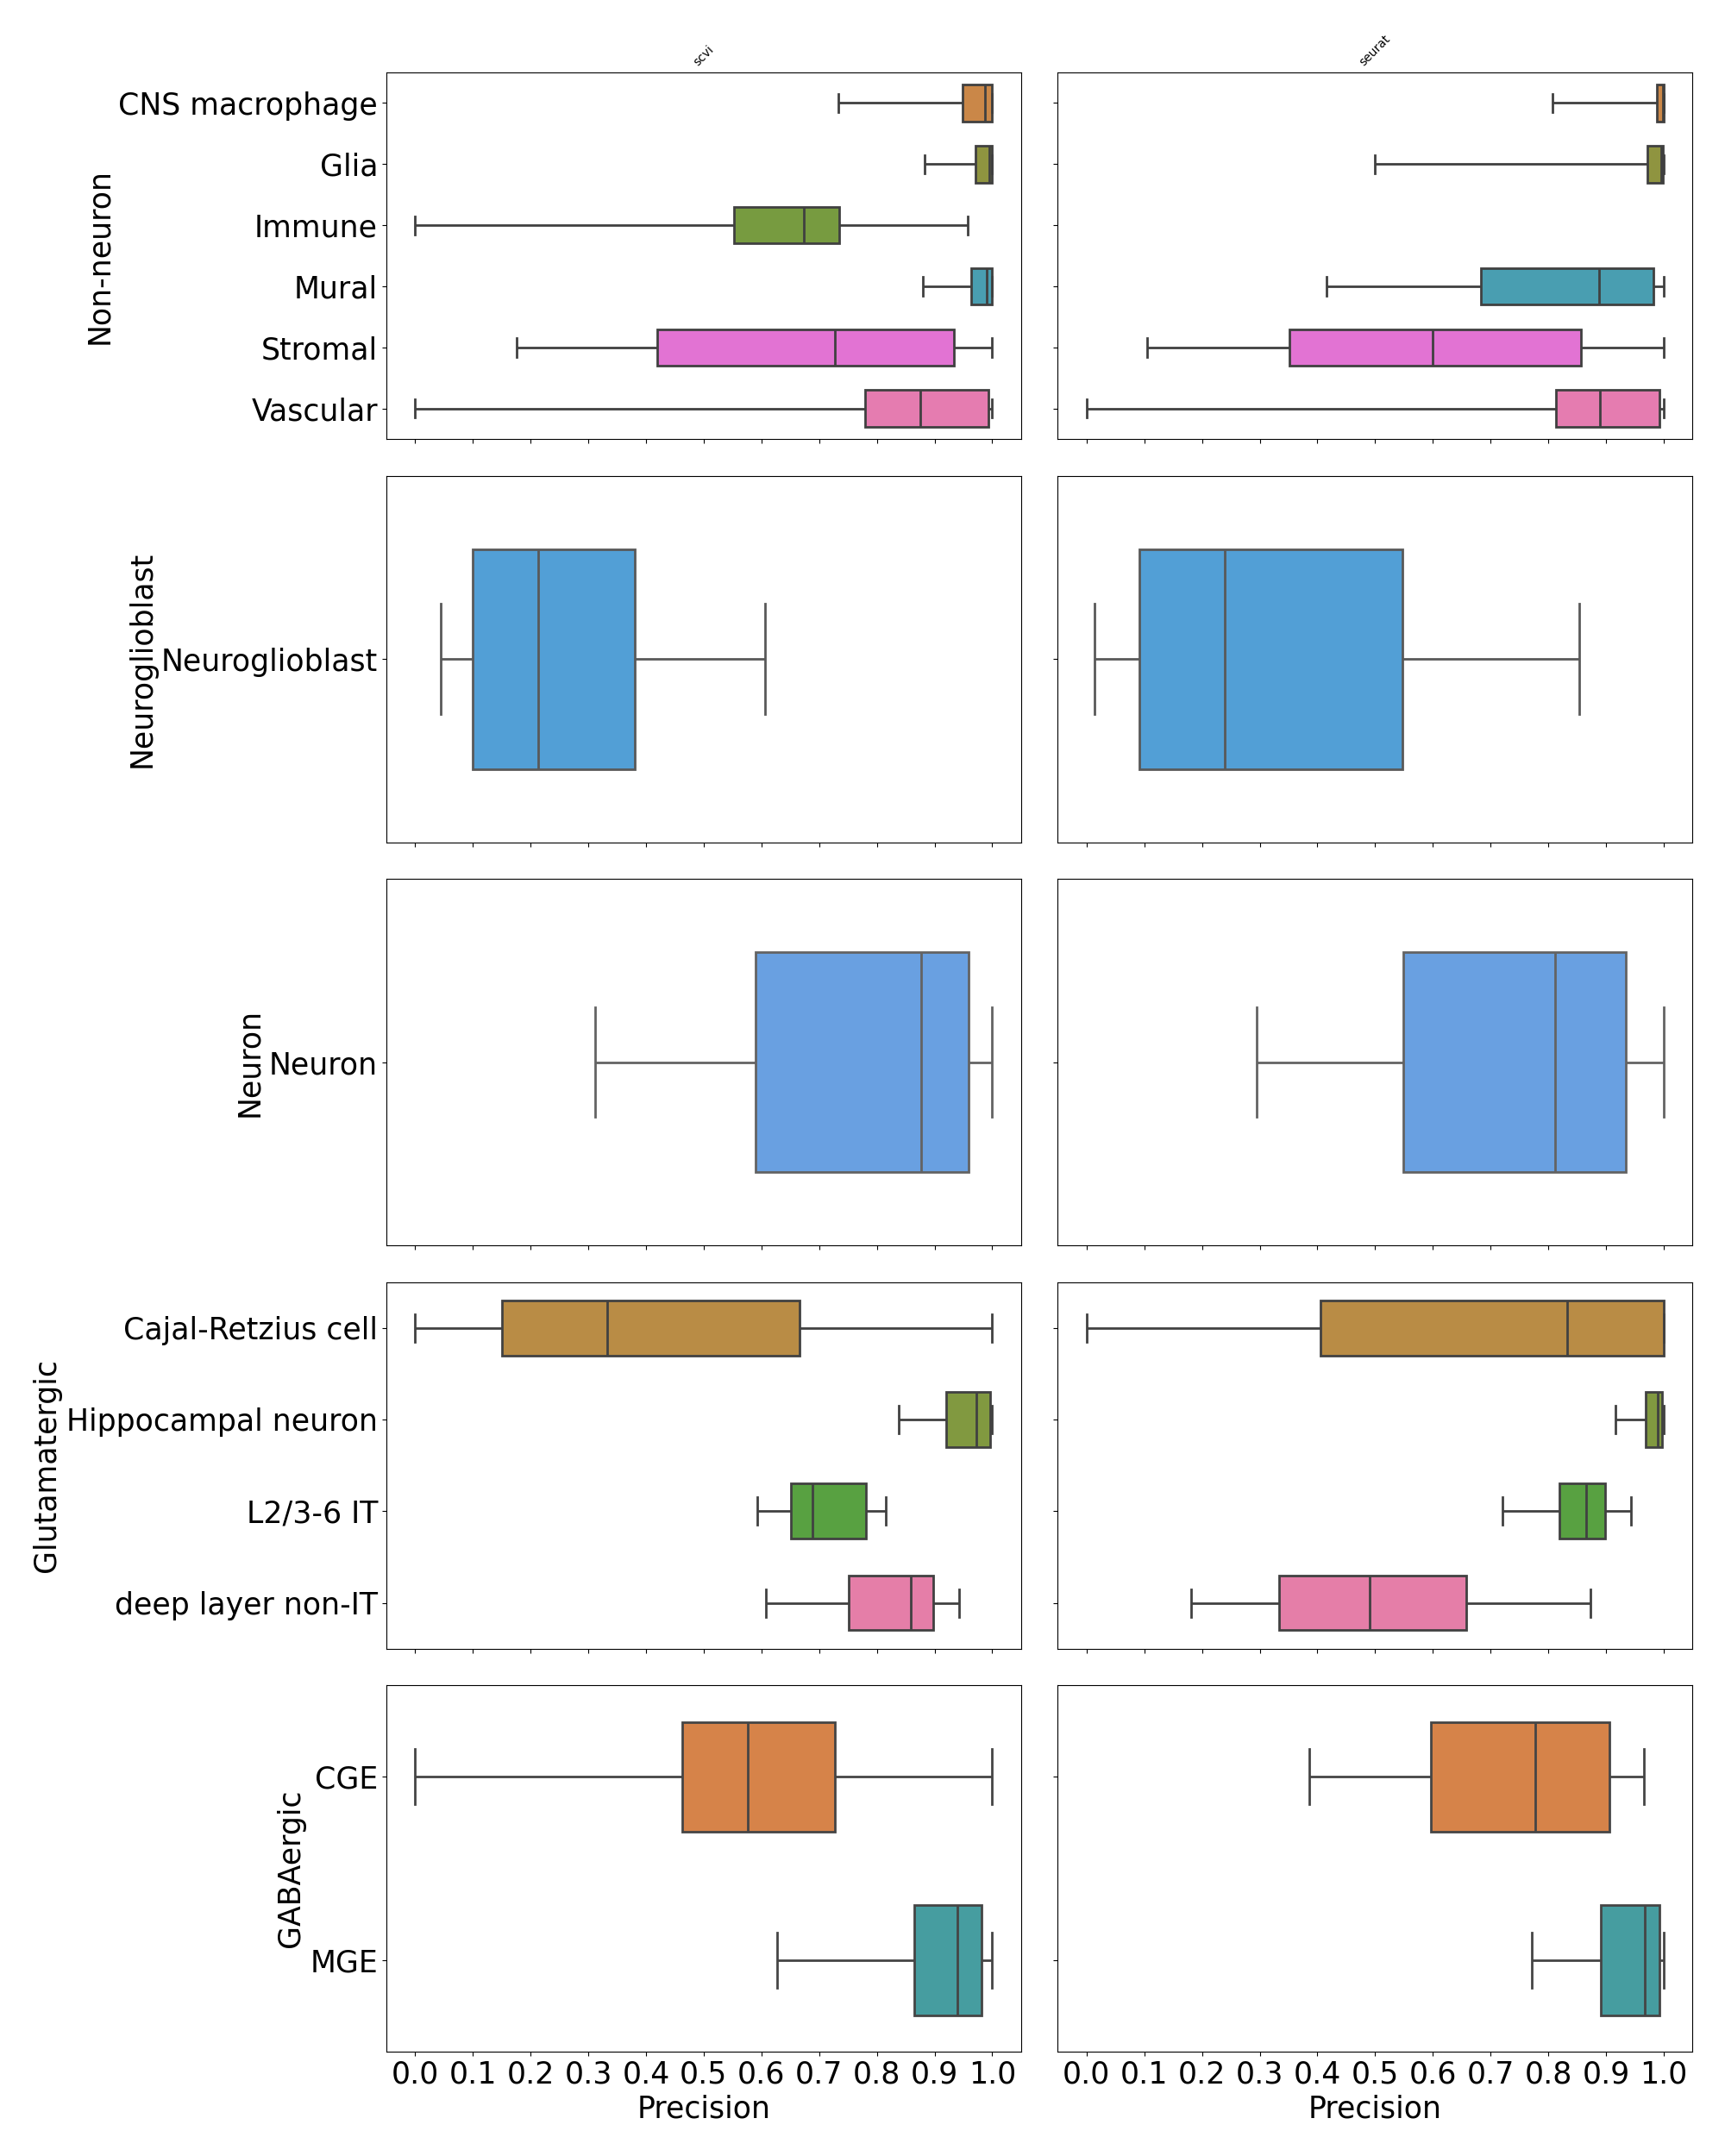 scvi
seurat
Non-neuron
CNS macrophage
Glia
Immune
Mural
Stromal
Vascular
Neuroglioblast
Neuroglioblast
Neuron
Neuron
Glutamatergic
Cajal-Retzius cell
Hippocampal neuron
L2/3-6 IT
deep layer non-IT
GABAergic
CGE
MGE
0.0 0.1 0.2 0.3 0.4 0.5 0.6 0.7 0.8 0.9 1.0
Precision
0.0 0.1 0.2 0.3 0.4 0.5 0.6 0.7 0.8 0.9 1.0
Precision